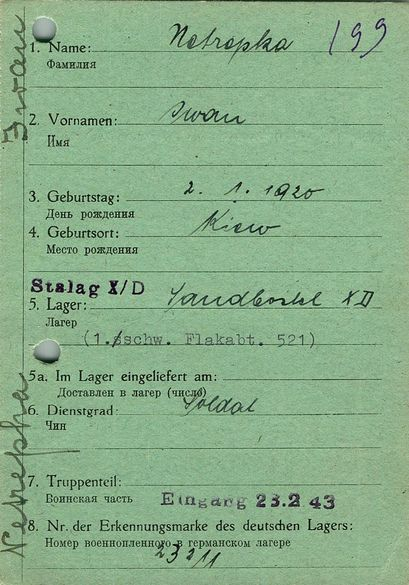 199
1. Name: Netrepka
Фамилия
2. Vornamen: Iwan
Имя
3. Geburtstag: 2. 1. 1920
День рождения
4. Geburtsort: Kiew
Место рождения
Stalag X/D
5. Lager: Sandbostel XD
Лагерь
(1./sschw. Flakabt. 521)
5a. Im Lager eingeliefert am:
Доставлен в лагерь (число)
6. Dienstgrad: Soldat
Чин
7. Truppenteil:
Воинская часть Eingang 23.2.43
8. Nr. der Erkennungsmarke des deutschen Lagers:
Номер военнопленного в германском лагере
23211
Netrepka Iwan